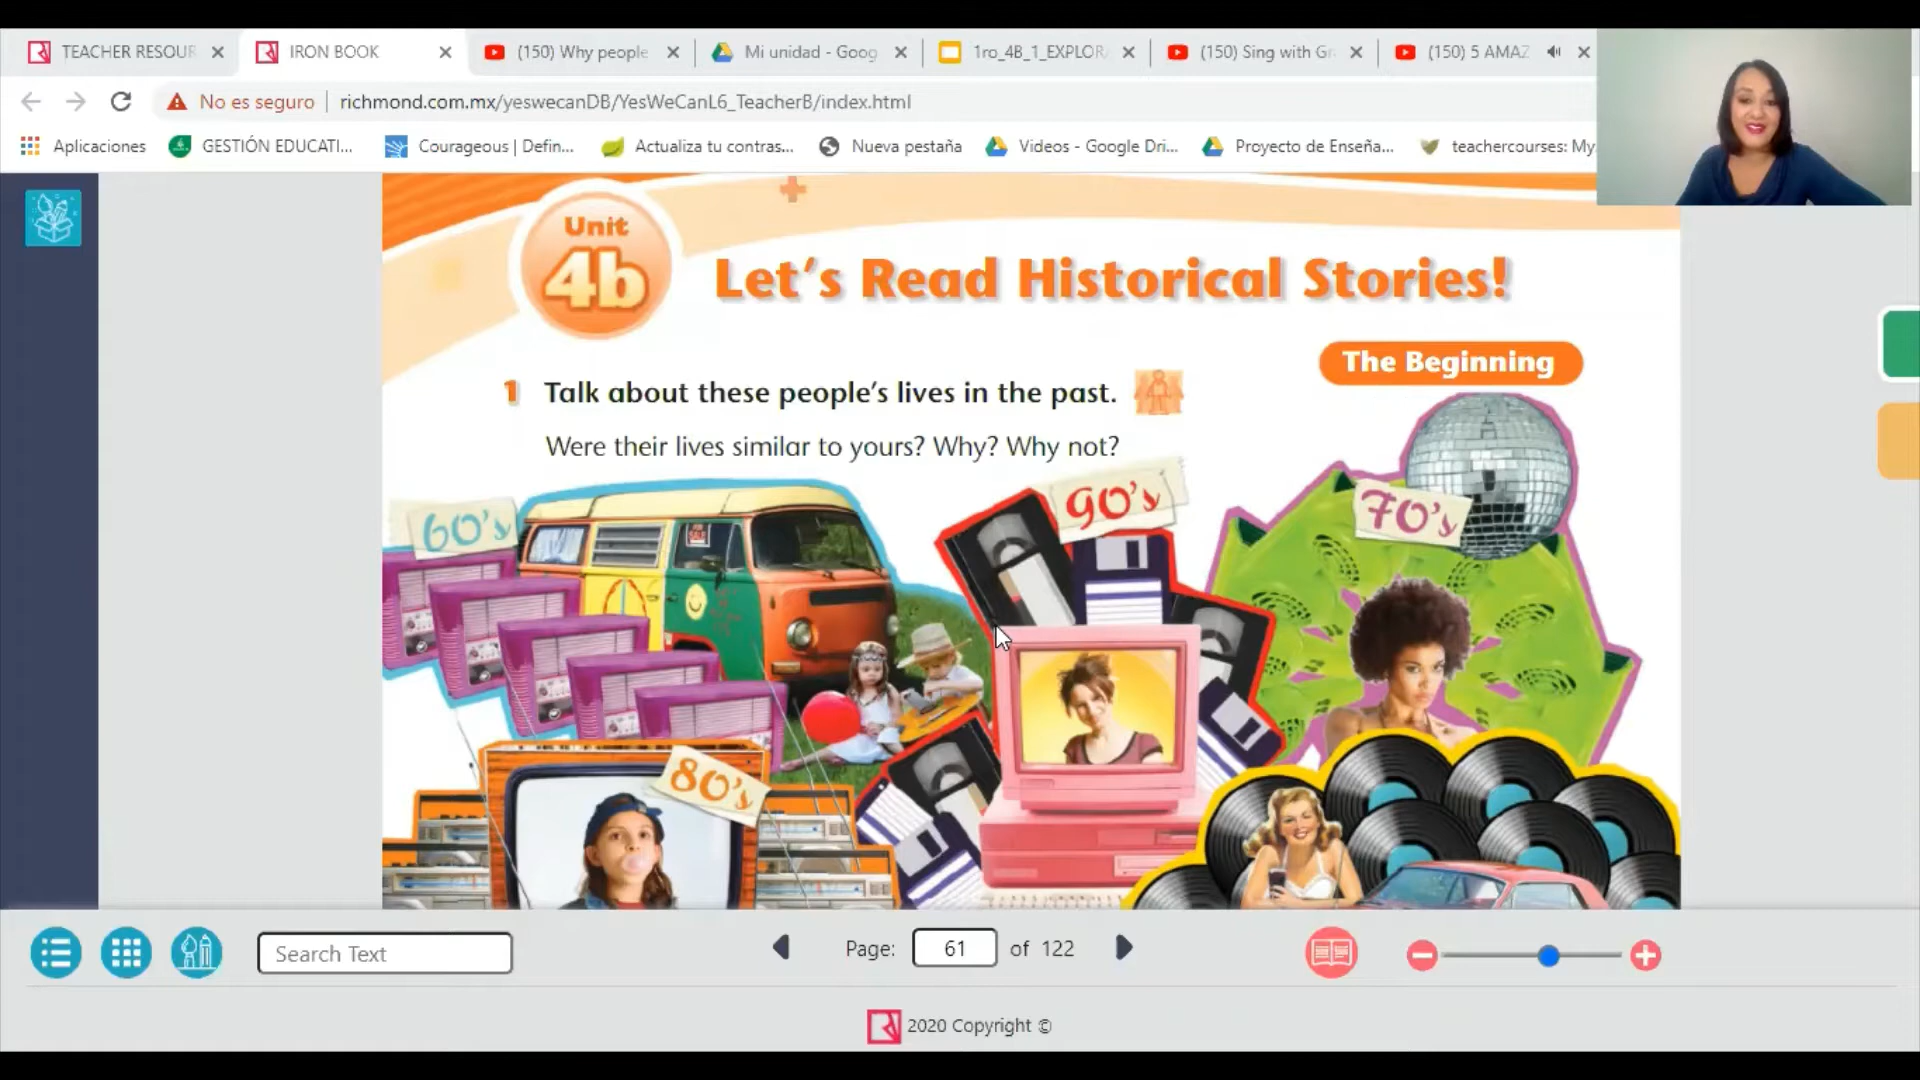 TEACHER RESOUR
IRON BOOK
(150) Why people
Mi unidad - Goog
1ro_4B_1_EXPLOR
(150) Sing with Gr
(150) 5 AMAZ
No es seguro
richmond.com.mx/yeswecanDB/YesWeCanL6_TeacherB/index.html
Aplicaciones
GESTIÓN EDUCATI...
Courageous | Defin...
Actualiza tu contras...
Nueva pestaña
Videos - Google Dri...
Proyecto de Enseña...
teachercourses: My
Unit
4b
Let's Read Historical Stories!
The Beginning
1 Talk about these people's lives in the past.
Were their lives similar to yours? Why? Why not?
60's
90's
70's
80's
Search Text
Page: 61 of 122
2020 Copyright ©